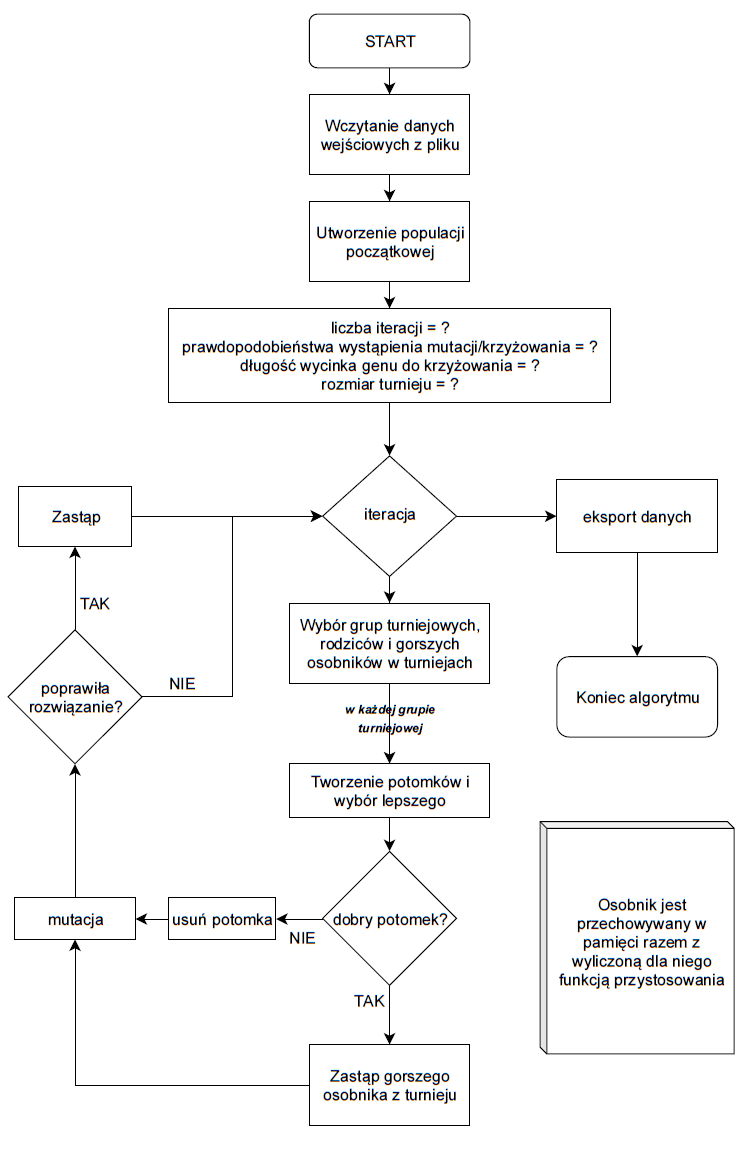 START
Wczytanie danych
wejściowych z pliku
Utworzenie populacji
początkowej
liczba iteracji = ?
prawdopodobieństwa wystąpienia mutacji/krzyżowania = ?
długość wycinka genu do krzyżowania = ?
rozmiar turnieju = ?
Zastąp
iteracja
eksport danych
TAK
Wybór grup turniejowych,
rodziców i gorszych
osobników w turniejach
poprawiła
rozwiązanie?
NIE
Koniec algorytmu
w każdej grupie
turniejowej
Tworzenie potomków i
wybór lepszego
mutacja
usuń potomka
NIE
dobry potomek?
Osobnik jest
przechowywany w
pamięci razem z
wyliczoną dla niego
funkcją przystosowania
TAK
Zastąp gorszego
osobnika z turnieju